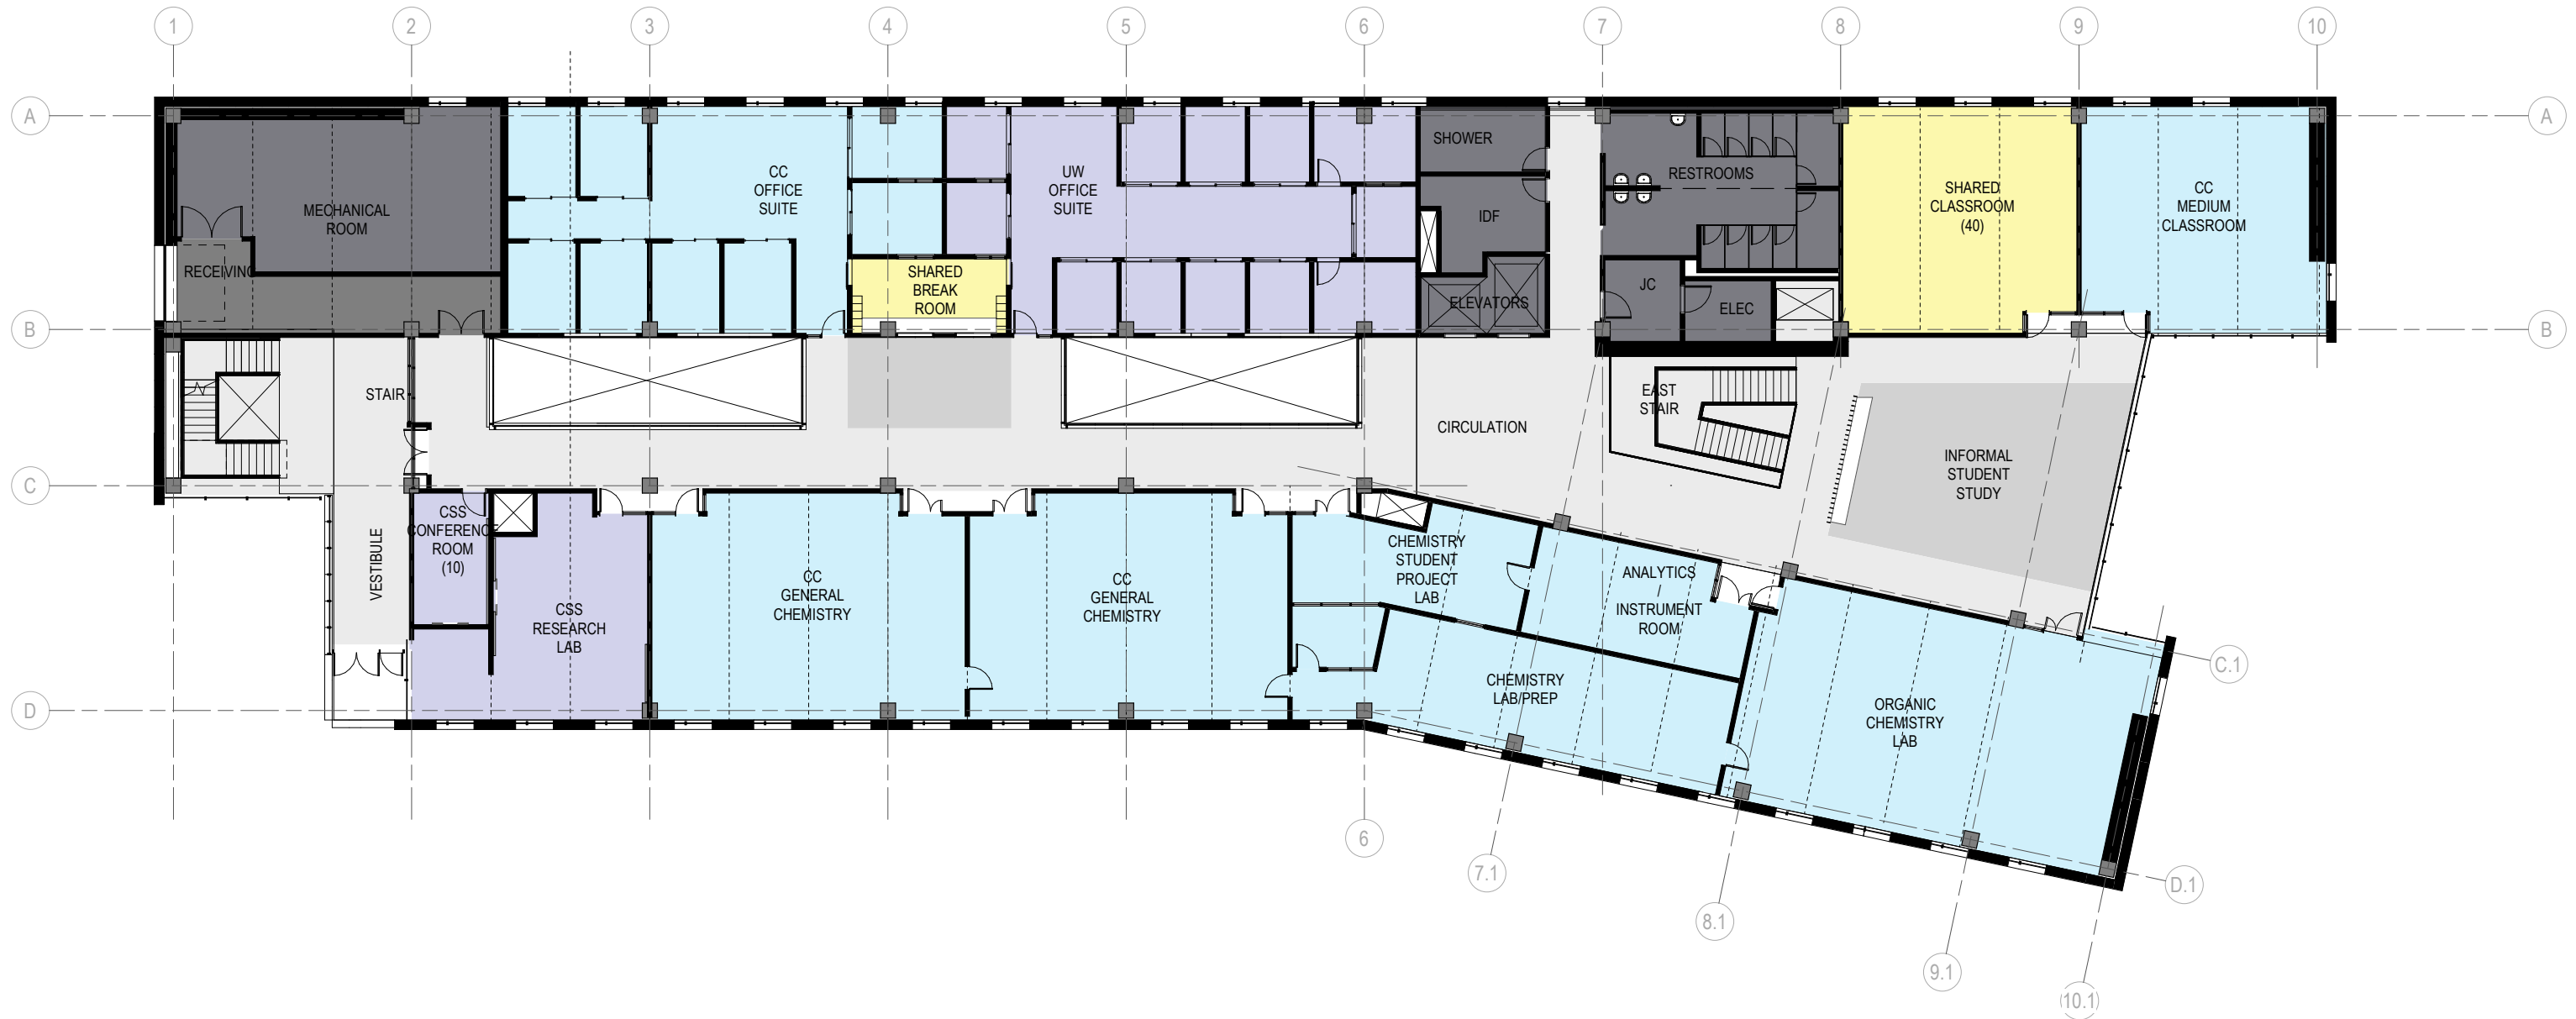 1
2
3
4
5
6
7
8
9
10
A
A
SHOWER
RESTROOMS
CC
OFFICE
SUITE
UW
OFFICE
SUITE
SHARED
CLASSROOM
(40)
CC
MEDIUM
CLASSROOM
MECHANICAL
ROOM
IDF
RECEIVING
SHARED
BREAK
ROOM
ELEVATORS
JC
ELEC
B
B
STAIR
EAST
STAIR
CIRCULATION
INFORMAL
STUDENT
STUDY
C
CSS
CONFERENCE
ROOM
(10)
VESTIBULE
CSS
RESEARCH
LAB
CC
GENERAL
CHEMISTRY
CC
GENERAL
CHEMISTRY
CHEMISTRY
STUDENT
PROJECT
LAB
ANALYTICS
/
INSTRUMENT
ROOM
CHEMISTRY
LAB/PREP
ORGANIC
CHEMISTRY
LAB
C.1
D
6
7.1
8.1
9.1
10.1
D.1